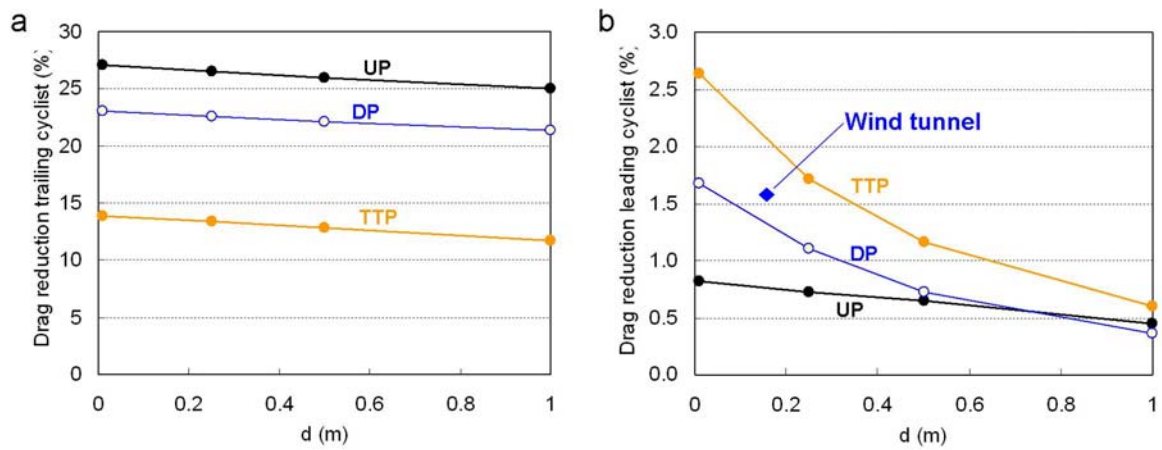 a
Drag reduction trailing cyclist (%)
30
25
20
15
10
5
0
UP
DP
TTP
0 0.2 0.4 0.6 0.8 1
d (m)
b
Drag reduction leading cyclist (%)
3.0
2.5
2.0
1.5
1.0
0.5
0.0
Wind tunnel
TTP
DP
UP
0 0.2 0.4 0.6 0.8 1
d (m)